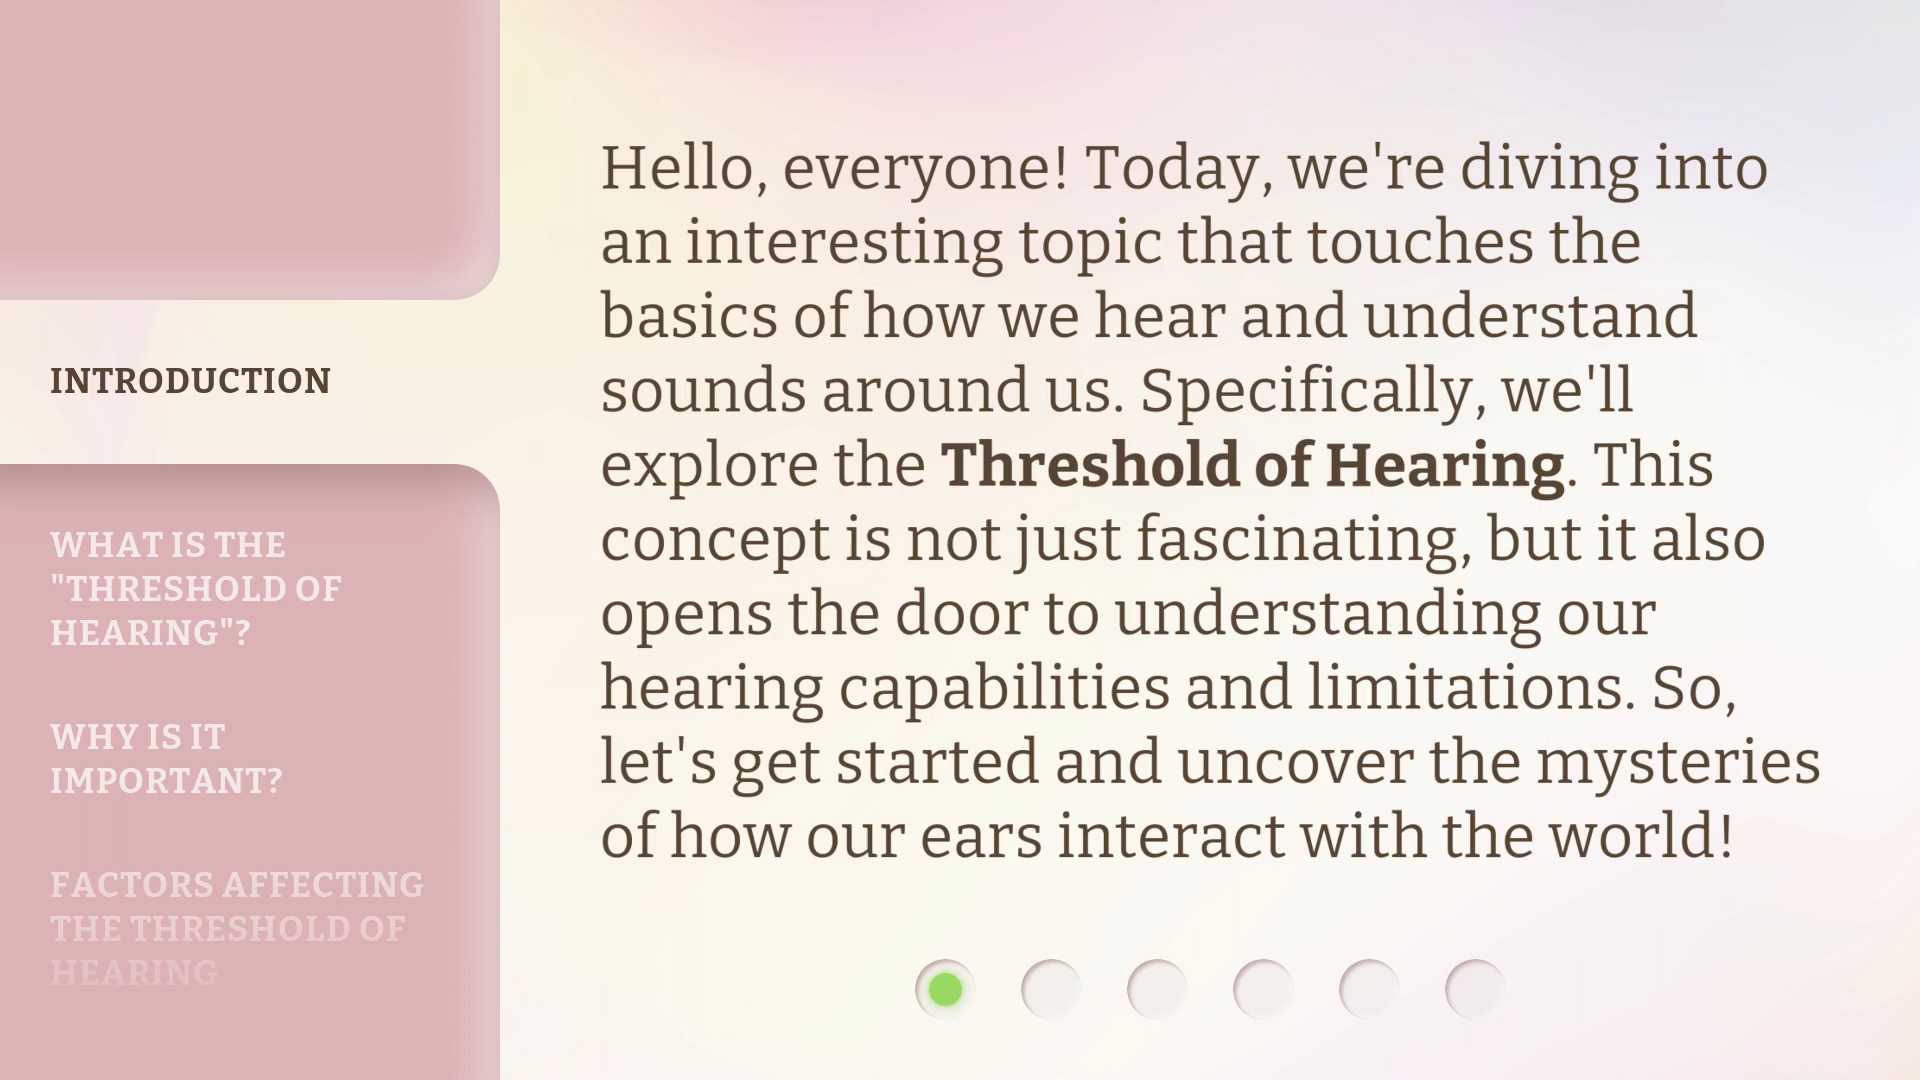 INTRODUCTION
WHAT IS THE
"THRESHOLD OF
HEARING"?
WHY IS IT
IMPORTANT?
FACTORS AFFECTING
THE THRESHOLD OF
HEARING
Hello, everyone! Today, we're diving into
an interesting topic that touches the
basics of how we hear and understand
sounds around us. Specifically, we'll
explore the Threshold of Hearing. This
concept is not just fascinating, but it also
opens the door to understanding our
hearing capabilities and limitations. So,
let's get started and uncover the mysteries
of how our ears interact with the world!